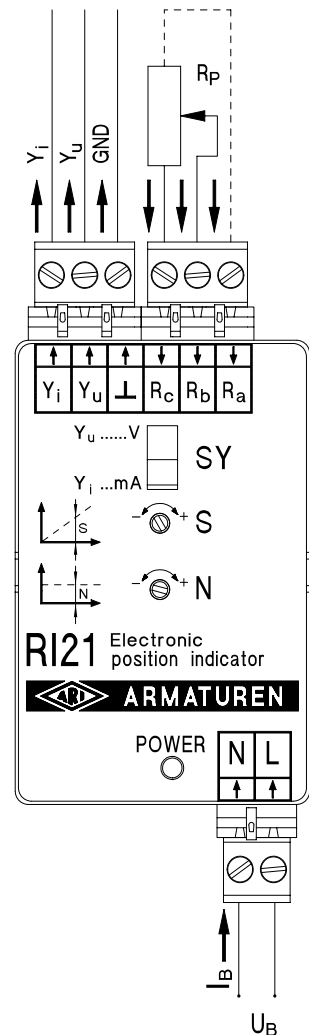 Yi Yu GND RP
Yi Yu ⊥ Rc Rb Ra
Yu ......V
SY
Yi ...mA
S - + S
N - + N
RI21 Electronic
position indicator
ARI ARMATUREN
POWER N L
IB
UB